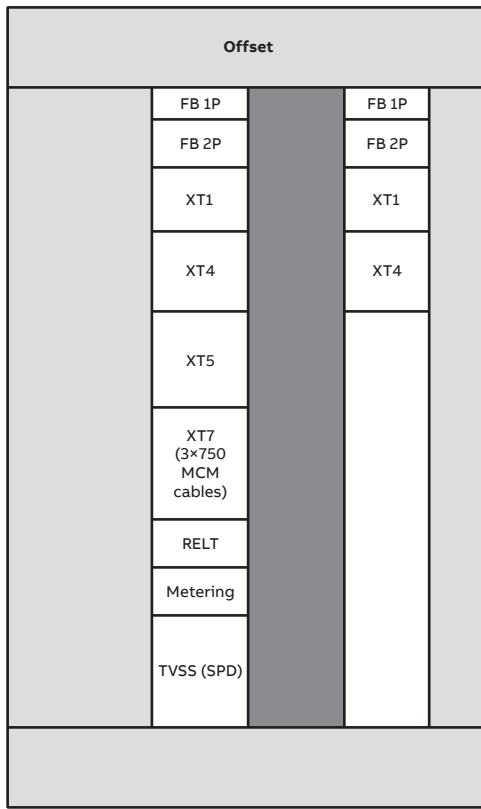 Offset
FB 1P
FB 1P
FB 2P
FB 2P
XT1
XT1
XT4
XT4
XT5
XT7
(3×750
MCM
cables)
RELT
Metering
TVSS (SPD)